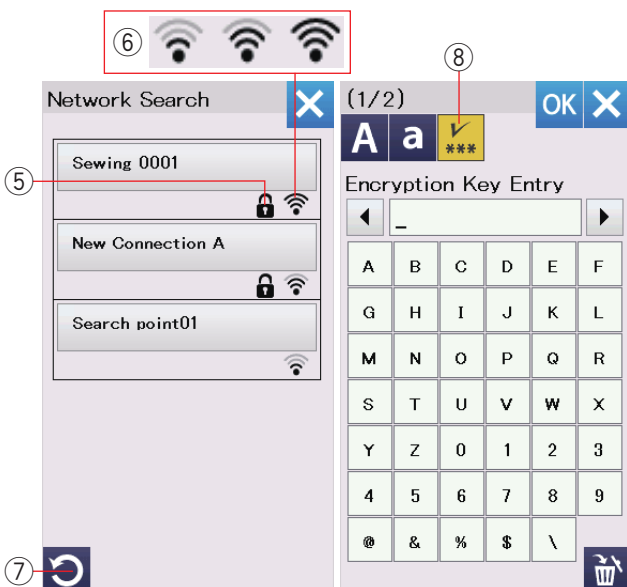 ⑥
⑧
Network Search
(1/2)
OK
A a ***
⑤
Sewing 0001
New Connection A
Search point01
Encryption Key Entry
_
A B C D E F
G H I J K L
M N O P Q R
S T U V W X
Y Z 0 1 2 3
4 5 6 7 8 9
@ & % $ \
⑦